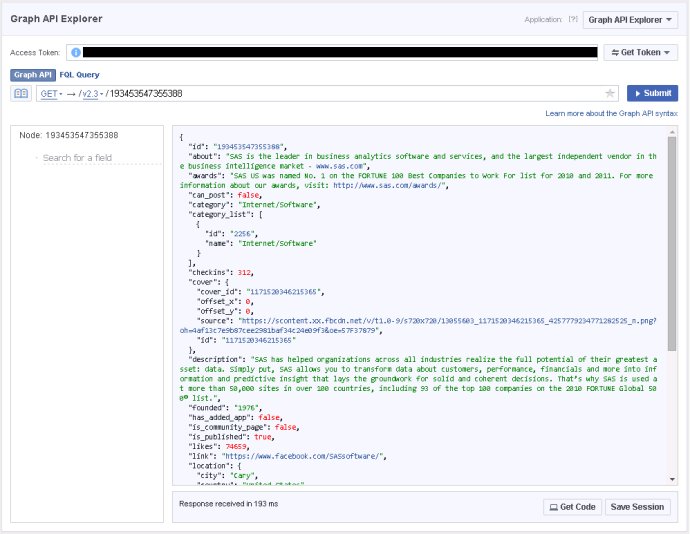 Graph API Explorer
Application: [?] Graph API Explorer
Access Token:
Get Token
Graph API FQL Query
GET → /v2.3 /193453547355388
Submit
Learn more about the Graph API syntax
Node: 193453547355388
Search for a field
{
"id": "193453547355388",
"about": "SAS is the leader in business analytics software and services, and the largest independent vendor in th
e business intelligence market - www.sas.com",
"awards": "SAS US was named No. 1 on the FORTUNE 100 Best Companies to Work For list for 2010 and 2011. For more
information about our awards, visit: http://www.sas.com/awards/",
"can_post": false,
"category": "Internet/Software",
"category_list": [
{
"id": "2256",
"name": "Internet/Software"
}
],
"checkins": 312,
"cover": {
"cover_id": "1171520346215365",
"offset_x": 0,
"offset_y": 0,
"source": "https://scontent.xx.fbcdn.net/v/t1.0-9/s720x720/13055603_1171520346215365_4257779234771282525_n.png?
oh=4af13c7e9b87cee2981baf34c24e09f3&oe=57F37879",
"id": "1171520346215365"
},
"description": "SAS has helped organizations across all industries realize the full potential of their greatest a
sset: data. Simply put, SAS allows you to transform data about customers, performance, financials and more into inf
ormation and predictive insight that lays the groundwork for solid and coherent decisions. That's why SAS is used a
t more than 50,000 sites in over 100 countries, including 93 of the top 100 companies on the 2010 FORTUNE Global 50
0® list.",
"founded": "1976",
"has_added_app": false,
"is_community_page": false,
"is_published": true,
"likes": 74659,
"link": "https://www.facebook.com/SASsoftware/",
"location": {
"city": "Cary",
"country": "United States"
Response received in 193 ms
Get Code
Save Session